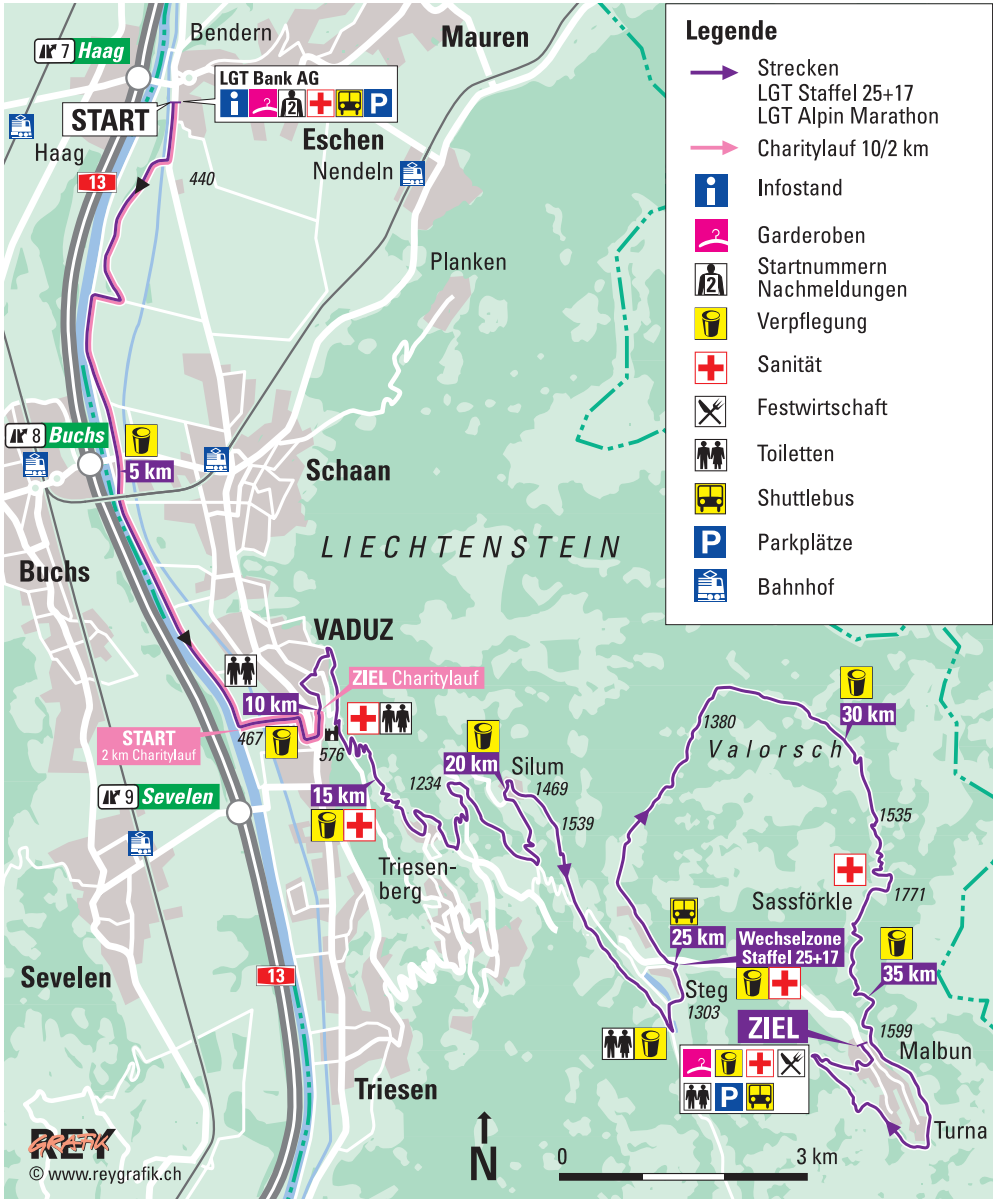 Bendern
7 Haag
Mauren
LGT Bank AG
i 2 P
START
Haag
Eschen
Nendeln
13
440
Planken
8 Buchs
5 km
Schaan
LIECHTENSTEIN
Buchs
VADUZ
ZIEL Charitylauf
10 km
START
2 km Charitylauf
467
576
9 Sevelen
15 km
1234
20 km
Silum
1469
1539
Triesen-
berg
1380
Valorsch
30 km
1535
Sassförkle
1771
25 km
Wechselzone
Staffel 25+17
35 km
Steg
1303
ZIEL
1599
Malbun
P
Turna
Sevelen
13
Triesen
REY
GRAFIK
© www.reygrafik.ch
N
0 3 km
Legende
Strecken
LGT Staffel 25+17
LGT Alpin Marathon
Charitylauf 10/2 km
i Infostand
Garderoben
2 Startnummern
Nachmeldungen
Verpflegung
Sanität
Festwirtschaft
Toiletten
Shuttlebus
P Parkplätze
Bahnhof